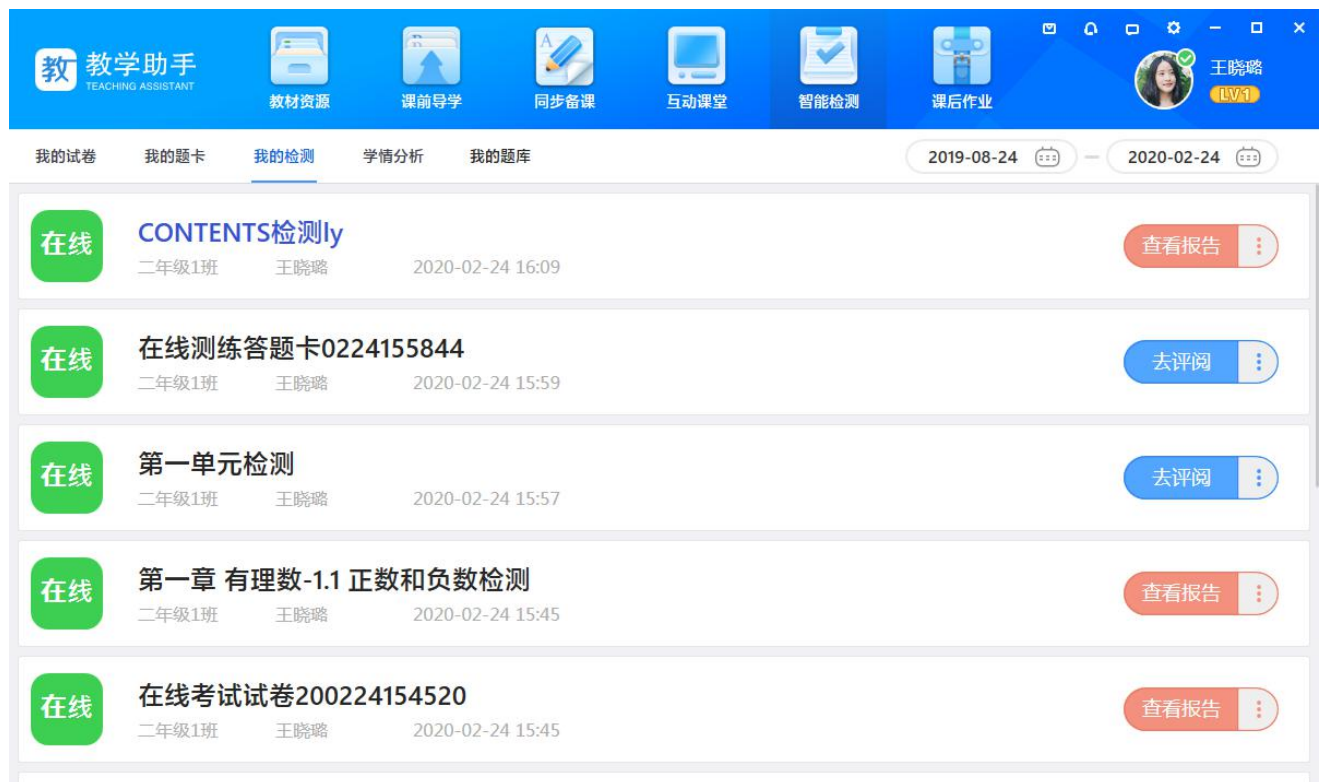 教 教学助手
TEACHING ASSISTANT
教材资源
课前导学
同步备课
互动课堂
智能检测
课后作业
王晓璐
LV1
我的试卷 我的题卡 我的检测 学情分析 我的题库 2019-08-24 — 2020-02-24
在线 CONTENTS检测ly 查看报告
二年级1班 王晓璐 2020-02-24 16:09
在线 在线测练答题卡0224155844 去评阅
二年级1班 王晓璐 2020-02-24 15:59
在线 第一单元检测 去评阅
二年级1班 王晓璐 2020-02-24 15:57
在线 第一章 有理数-1.1 正数和负数检测 查看报告
二年级1班 王晓璐 2020-02-24 15:45
在线 在线考试试卷200224154520 查看报告
二年级1班 王晓璐 2020-02-24 15:45